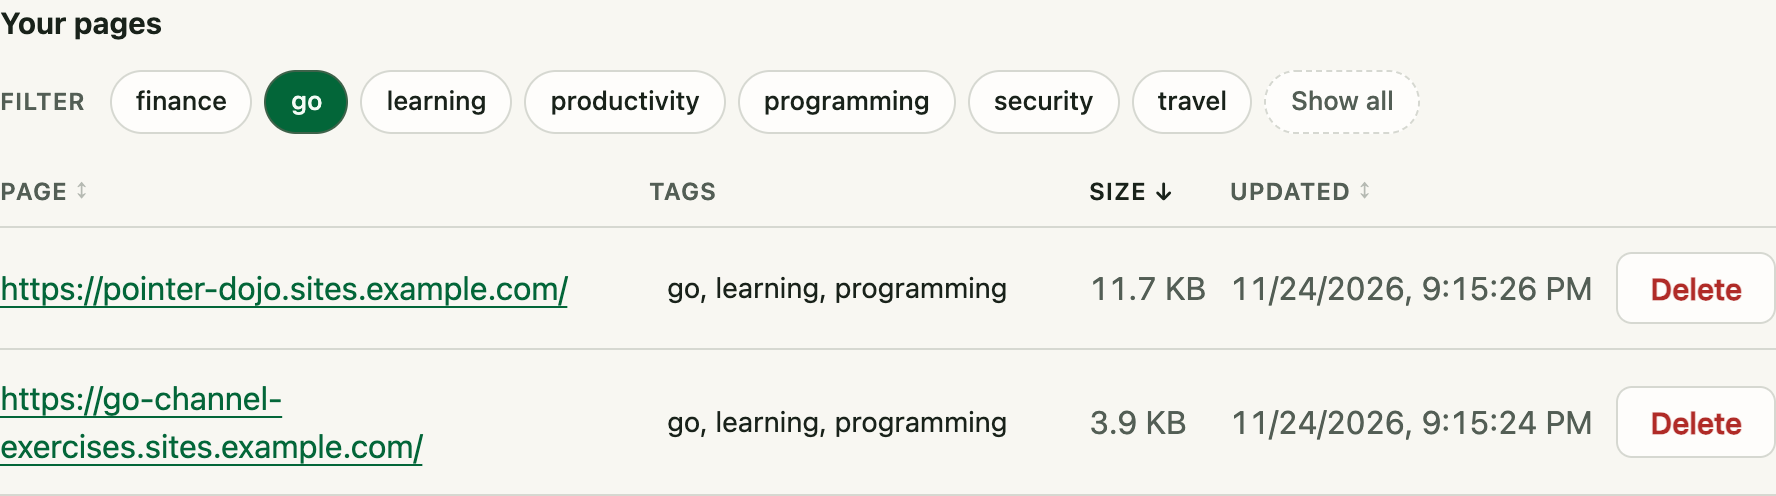 Your pages
FILTER finance go learning productivity programming security travel Show all
PAGE ↕ TAGS SIZE ↓ UPDATED ↕
https://pointer-dojo.sites.example.com/ go, learning, programming 11.7 KB 11/24/2026, 9:15:26 PM Delete
https://go-channel-
exercises.sites.example.com/ go, learning, programming 3.9 KB 11/24/2026, 9:15:24 PM Delete